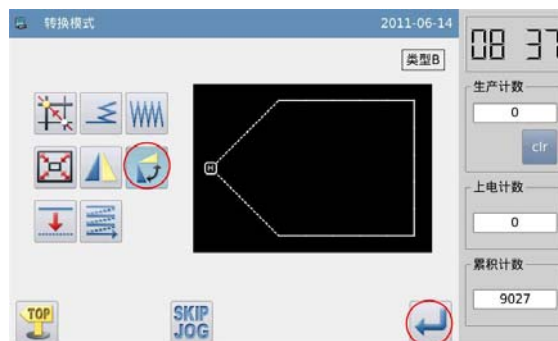 转换模式 2011-06-14
类型B
08 37
生产计数
0
clr
上电计数
0
累积计数
9027
H
TOP
SKIP
JOG